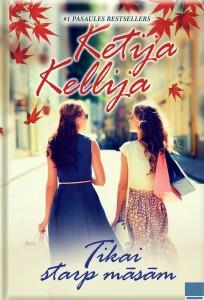 #1 PASAULES BESTSELLERS
Ketija
Kellija
Tikai
starp māsām